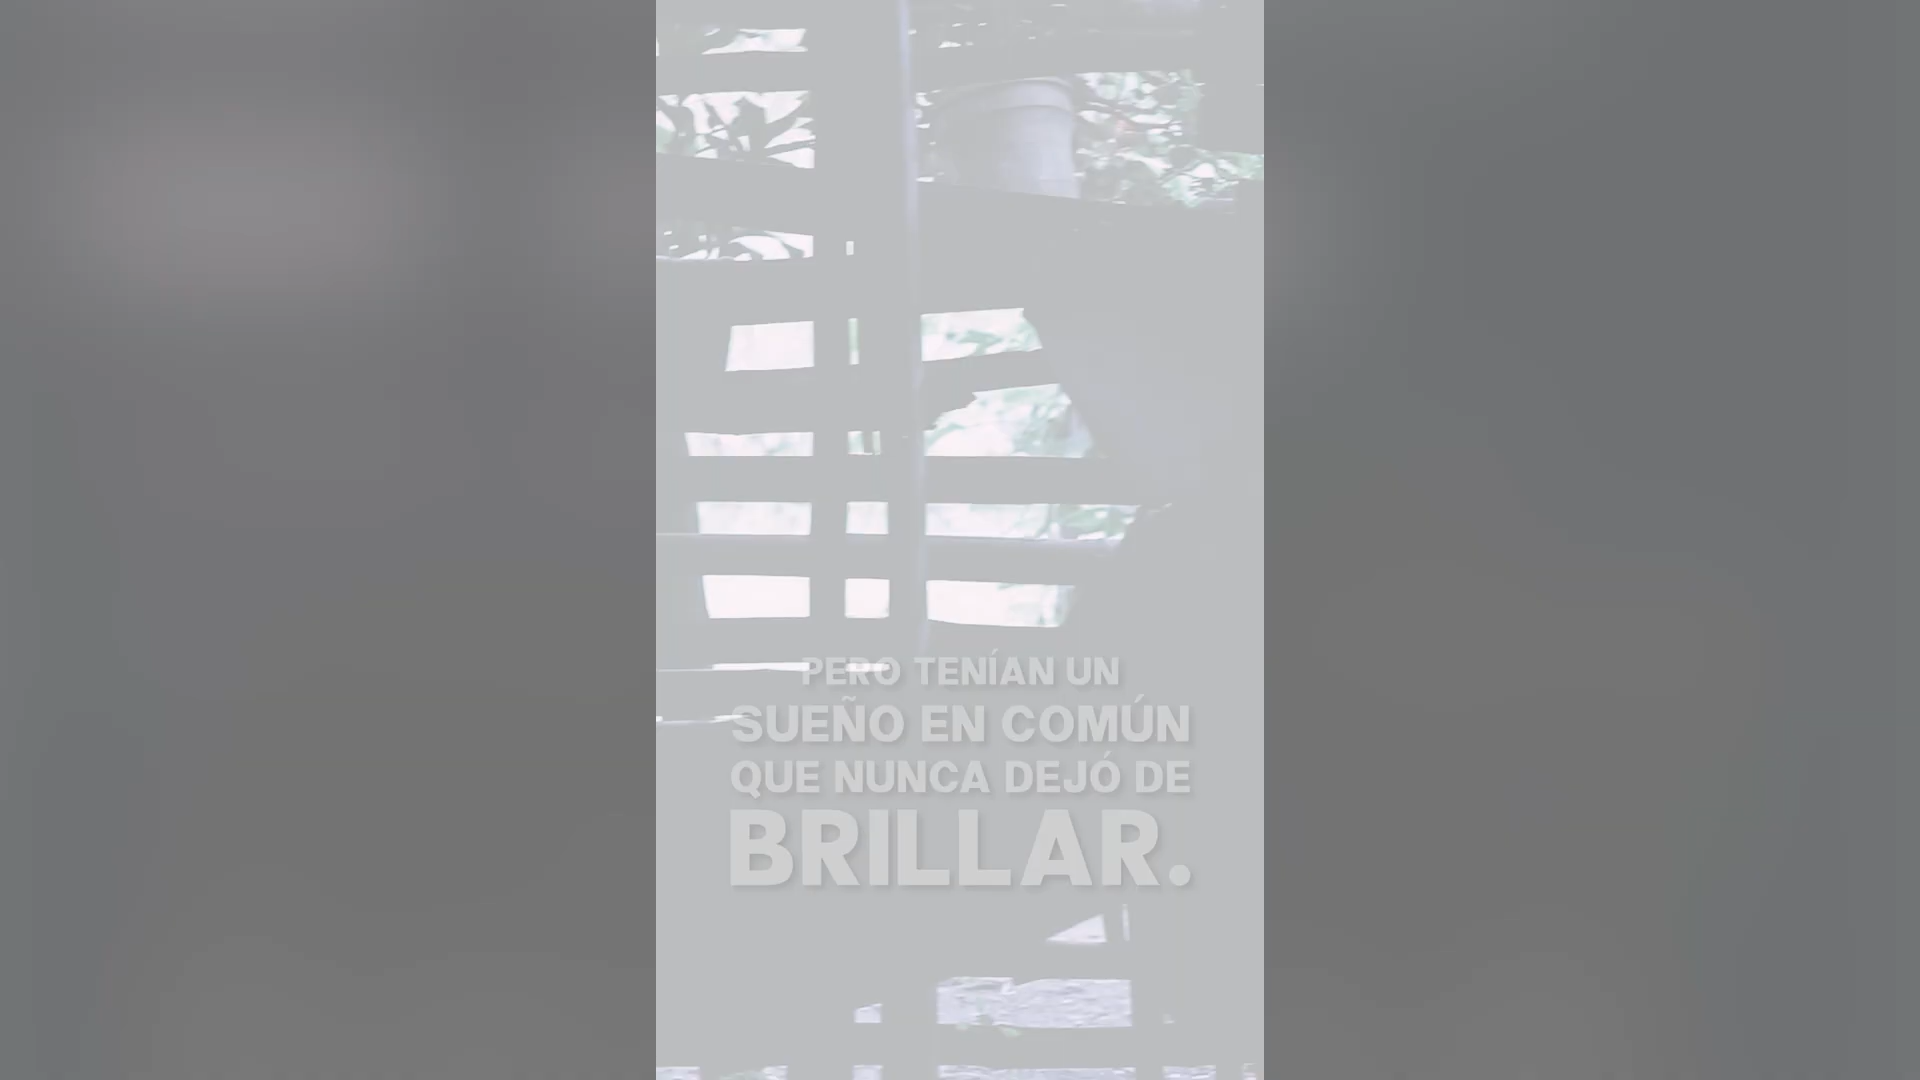 PERO TENÍAN UN
SUEÑO EN COMÚN
QUE NUNCA DEJÓ DE
BRILLAR.